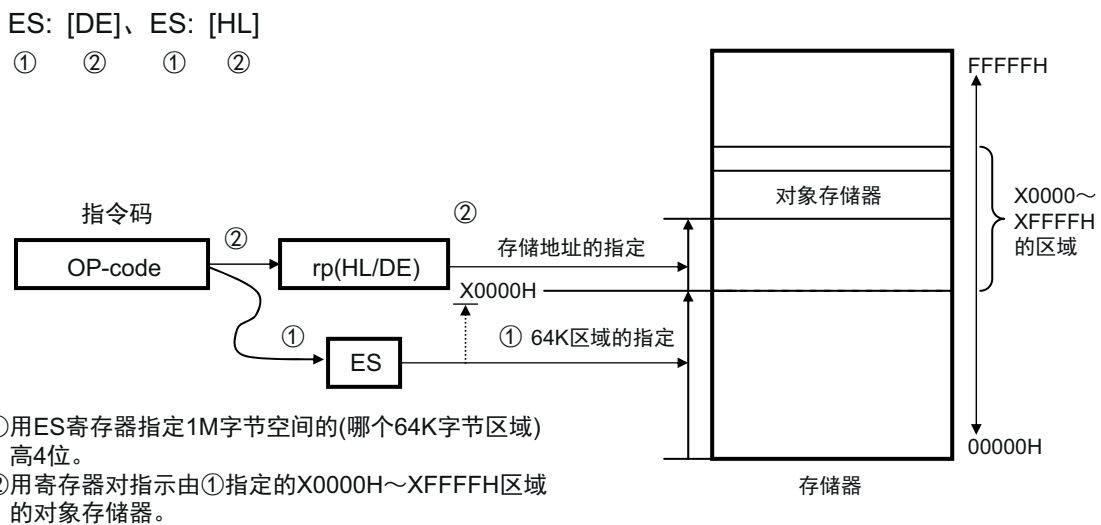 ES: [DE]、ES: [HL]
① ② ① ②
FFFFFH
对象存储器
X0000～
XFFFFH
的区域
指令码
②
②
存储地址的指定
OP-code
rp(HL/DE)
X0000H
①
① 64K区域的指定
ES
①用ES寄存器指定1M字节空间的(哪个64K字节区域)
高4位。
00000H
②用寄存器对指示由①指定的X0000H～XFFFFH区域
的对象存储器。
存储器